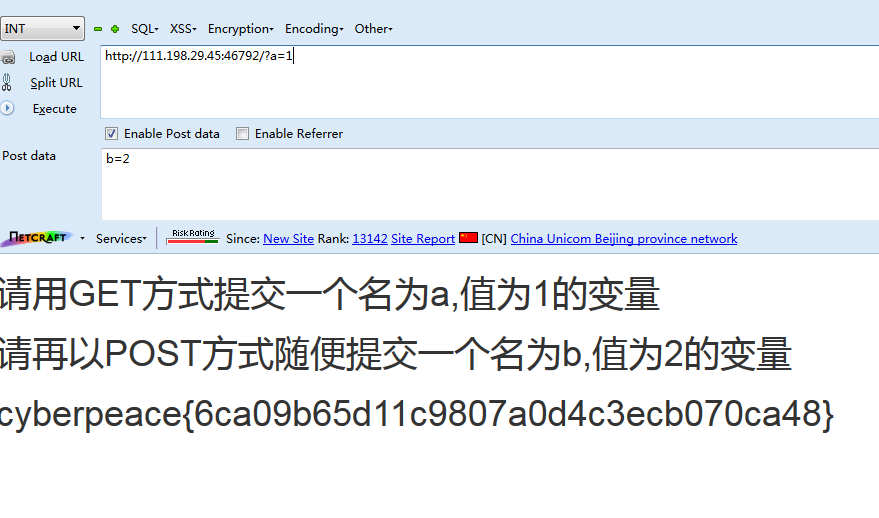 INT SQL XSS Encryption Encoding Other
Load URL http://111.198.29.45:46792/?a=1
Split URL
Execute
Enable Post data Enable Referrer
Post data b=2
NETCRAFT Services Risk Rating Since: New Site Rank: 13142 Site Report [CN] China Unicom Beijing province network
请用GET方式提交一个名为a,值为1的变量
请再以POST方式随便提交一个名为b,值为2的变量
cyberpeace{6ca09b65d11c9807a0d4c3ecb070ca48}